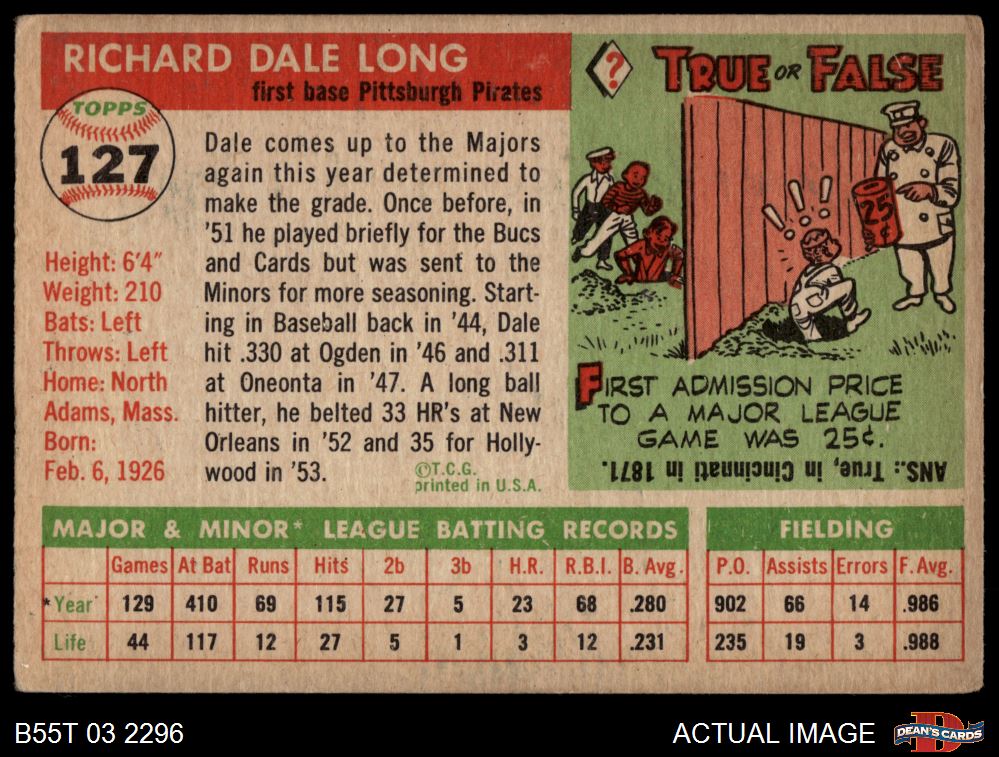 RICHARD DALE LONG
first base Pittsburgh Pirates
TOPPS
127
Height: 6'4"
Weight: 210
Bats: Left
Throws: Left
Home: North
Adams, Mass.
Born:
Feb. 6, 1926
Dale comes up to the Majors
again this year determined to
make the grade. Once before, in
'51 he played briefly for the Bucs
and Cards but was sent to the
Minors for more seasoning. Start-
ing in Baseball back in '44, Dale
hit .330 at Ogden in '46 and .311
at Oneonta in '47. A long ball
hitter, he belted 33 HR's at New
Orleans in '52 and 35 for Holly-
wood in '53.
©T.C.G.
printed in U.S.A.
? TRUE OR FALSE
! ! !
25
¢
FIRST ADMISSION PRICE
TO A MAJOR LEAGUE
GAME WAS 25¢.
ANS.: True, in Cincinnati in 1871.
MAJOR & MINOR* LEAGUE BATTING RECORDS
Games At Bat Runs Hits 2b 3b H.R. R.B.I. B. Avg.
*Year 129 410 69 115 27 5 23 68 .280
Life 44 117 12 27 5 1 3 12 .231
FIELDING
P.O. Assists Errors F. Avg.
902 66 14 .986
235 19 3 .988
B55T 03 2296
ACTUAL IMAGE
DEAN'S CARDS